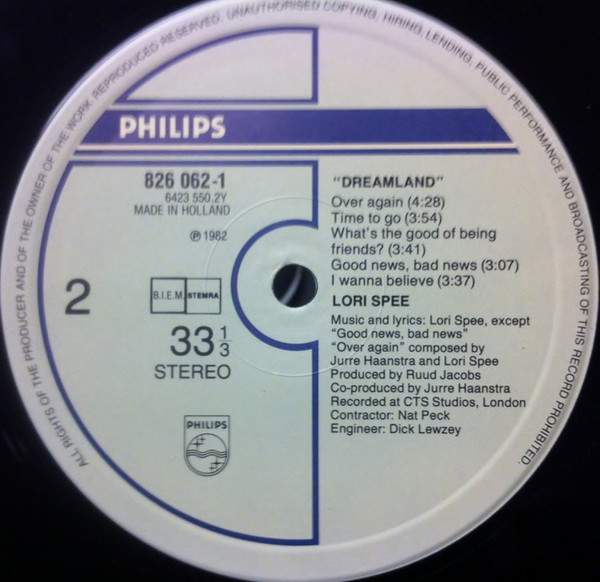 ALL RIGHTS OF THE PRODUCER AND OF THE OWNER OF THE WORK REPRODUCED RESERVED. UNAUTHORISED COPYING, HIRING, LENDING, PUBLIC PERFORMANCE AND BROADCASTING OF THIS RECORD PROHIBITED.
PHILIPS
826 062-1
6423 550.2Y
MADE IN HOLLAND
℗ 1982
2
B.I.E.M. STEMRA
33 1/3
STEREO
PHILIPS
"DREAMLAND"
Over again (4:28)
Time to go (3:54)
What's the good of being
friends? (3:41)
Good news, bad news (3:07)
I wanna believe (3:37)
LORI SPEE
Music and lyrics: Lori Spee, except
"Good news, bad news"
"Over again" composed by
Jurre Haanstra and Lori Spee
Produced by Ruud Jacobs
Co-produced by Jurre Haanstra
Recorded at CTS Studios, London
Contractor: Nat Peck
Engineer: Dick Lewzey